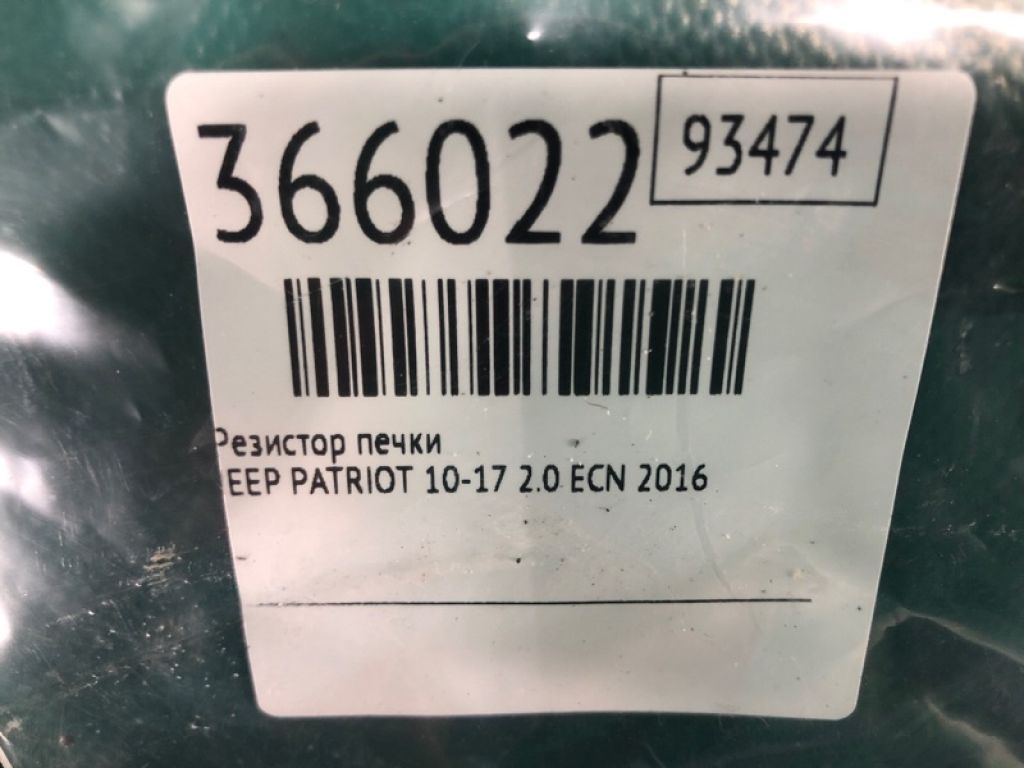 366022
93474
Резистор печки
EEP PATRIOT 10-17 2.0 ECN 2016